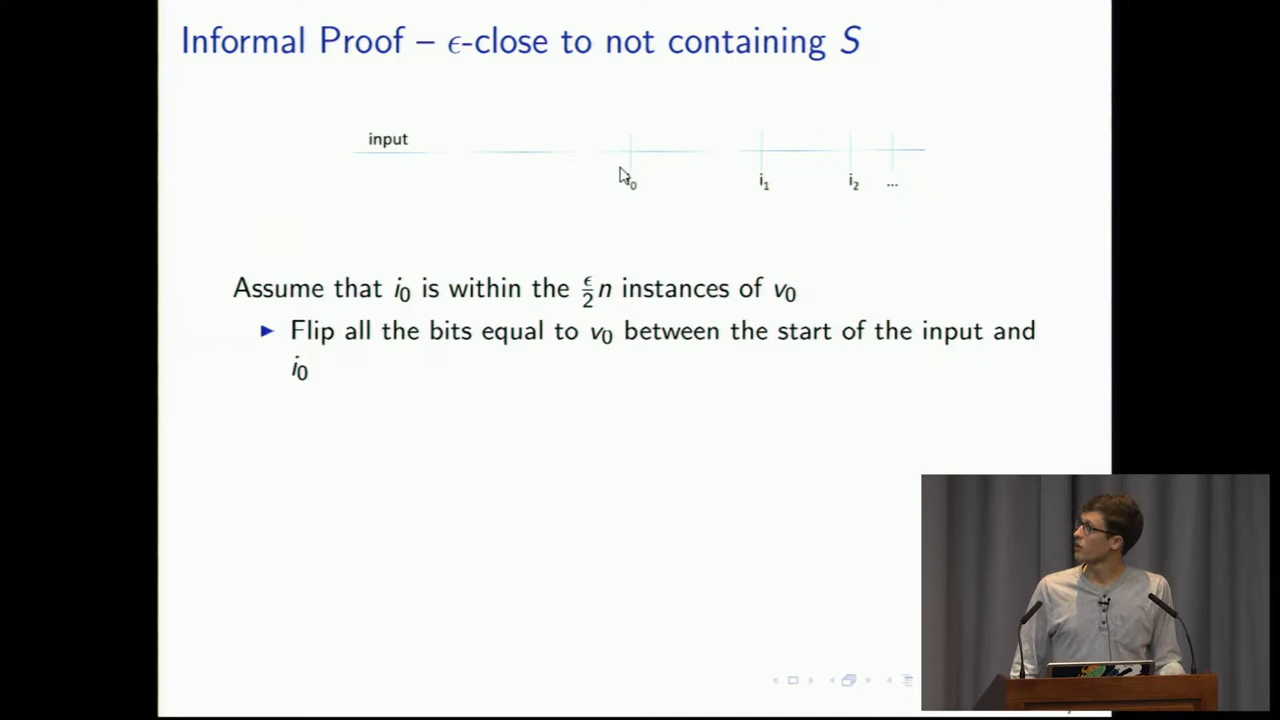 Informal Proof – ϵ-close to not containing S
input
i₀ i₁ i₂ ...
Assume that i₀ is within the ϵ/2 n instances of v₀
▶ Flip all the bits equal to v₀ between the start of the input and
i₀